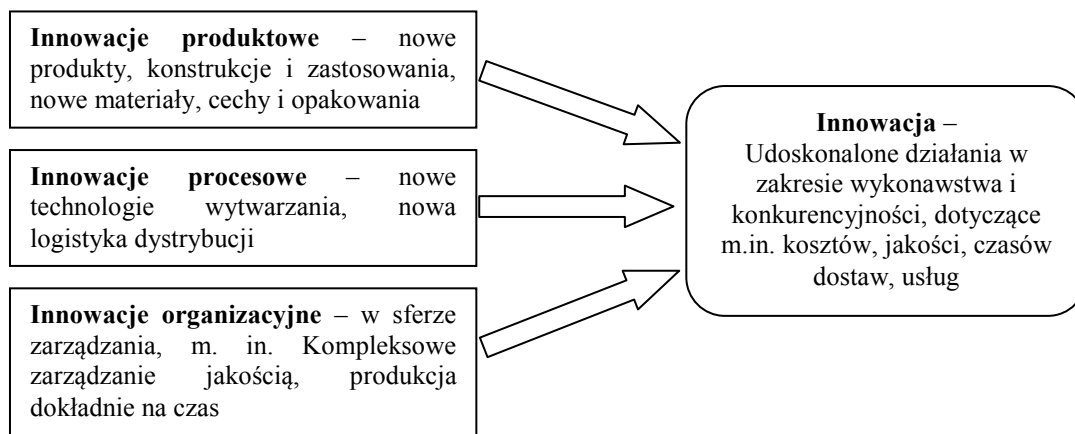 Innowacje produktowe – nowe
produkty, konstrukcje i zastosowania,
nowe materiały, cechy i opakowania
Innowacje procesowe – nowe
technologie wytwarzania, nowa
logistyka dystrybucji
Innowacje organizacyjne – w sferze
zarządzania, m. in. Kompleksowe
zarządzanie jakością, produkcja
dokładnie na czas
Innowacja –
Udoskonalone działania w
zakresie wykonawstwa i
konkurencyjności, dotyczące
m.in. kosztów, jakości, czasów
dostaw, usług